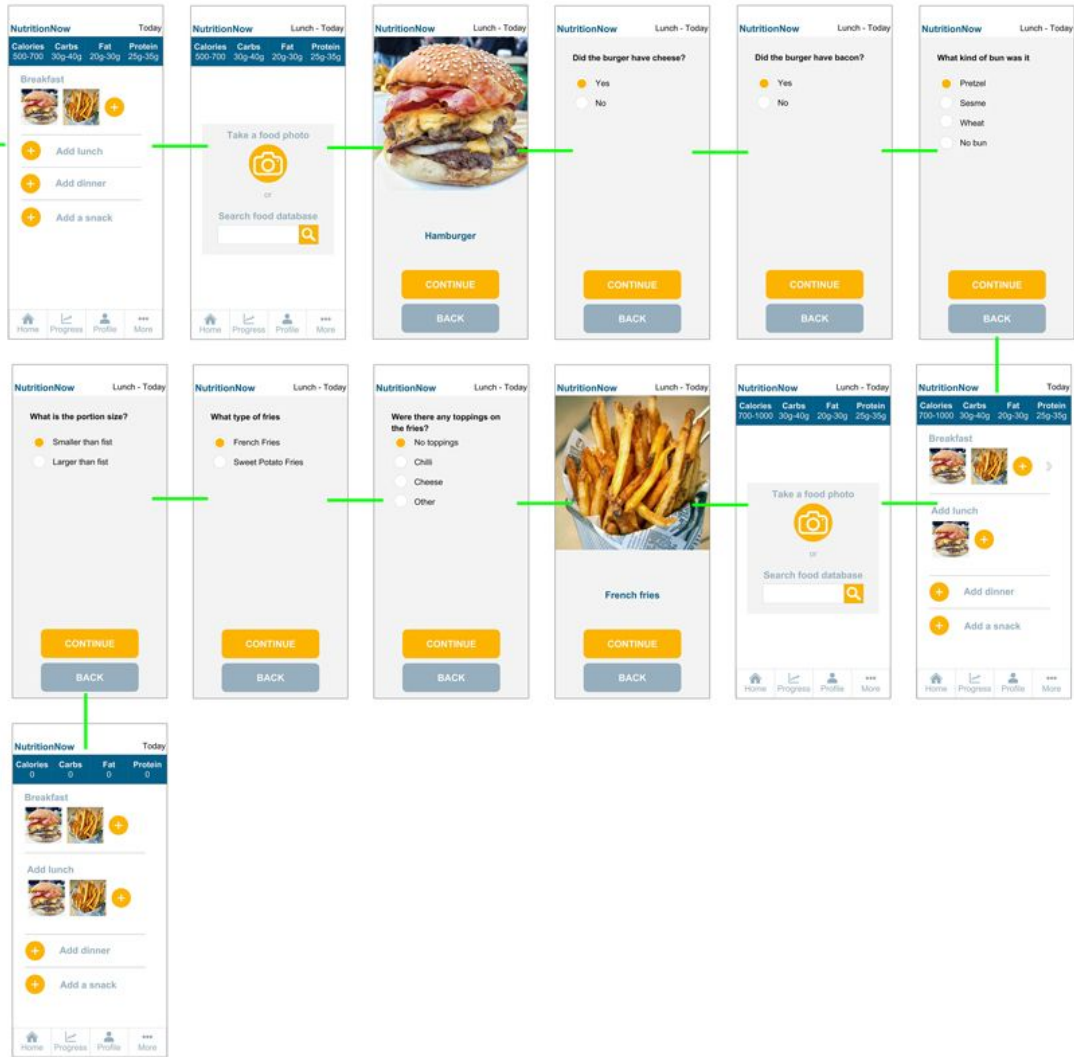 NutritionNow Today
Calories Carbs Fat Protein
500-700 30g-40g 20g-30g 25g-35g
Breakfast
Add lunch
Add dinner
Add a snack
Home Progress Profile More
NutritionNow Lunch - Today
Calories Carbs Fat Protein
500-700 30g-40g 20g-30g 25g-35g
Take a food photo
or
Search food database
Home Progress Profile More
NutritionNow Lunch - Today
Hamburger
CONTINUE
BACK
NutritionNow Lunch - Today
Did the burger have cheese?
Yes
No
CONTINUE
BACK
NutritionNow Lunch - Today
Did the burger have bacon?
Yes
No
CONTINUE
BACK
NutritionNow Lunch - Today
What kind of bun was it
Pretzel
Sesme
Wheat
No bun
CONTINUE
BACK
NutritionNow Lunch - Today
What is the portion size?
Smaller than fist
Larger than fist
CONTINUE
BACK
NutritionNow Lunch - Today
What type of fries
French Fries
Sweet Potato Fries
CONTINUE
BACK
NutritionNow Lunch - Today
Were there any toppings on
the fries?
No toppings
Chilli
Cheese
Other
CONTINUE
BACK
NutritionNow Lunch - Today
French fries
CONTINUE
BACK
NutritionNow Lunch - Today
Calories Carbs Fat Protein
700-1000 30g-40g 20g-30g 25g-35g
Take a food photo
or
Search food database
Home Progress Profile More
NutritionNow Today
Calories Carbs Fat Protein
700-1000 30g-40g 20g-30g 25g-35g
Breakfast
Add lunch
Add dinner
Add a snack
Home Progress Profile More
NutritionNow Today
Calories Carbs Fat Protein
0 0 0 0
Breakfast
Add lunch
Add dinner
Add a snack
Home Progress Profile More